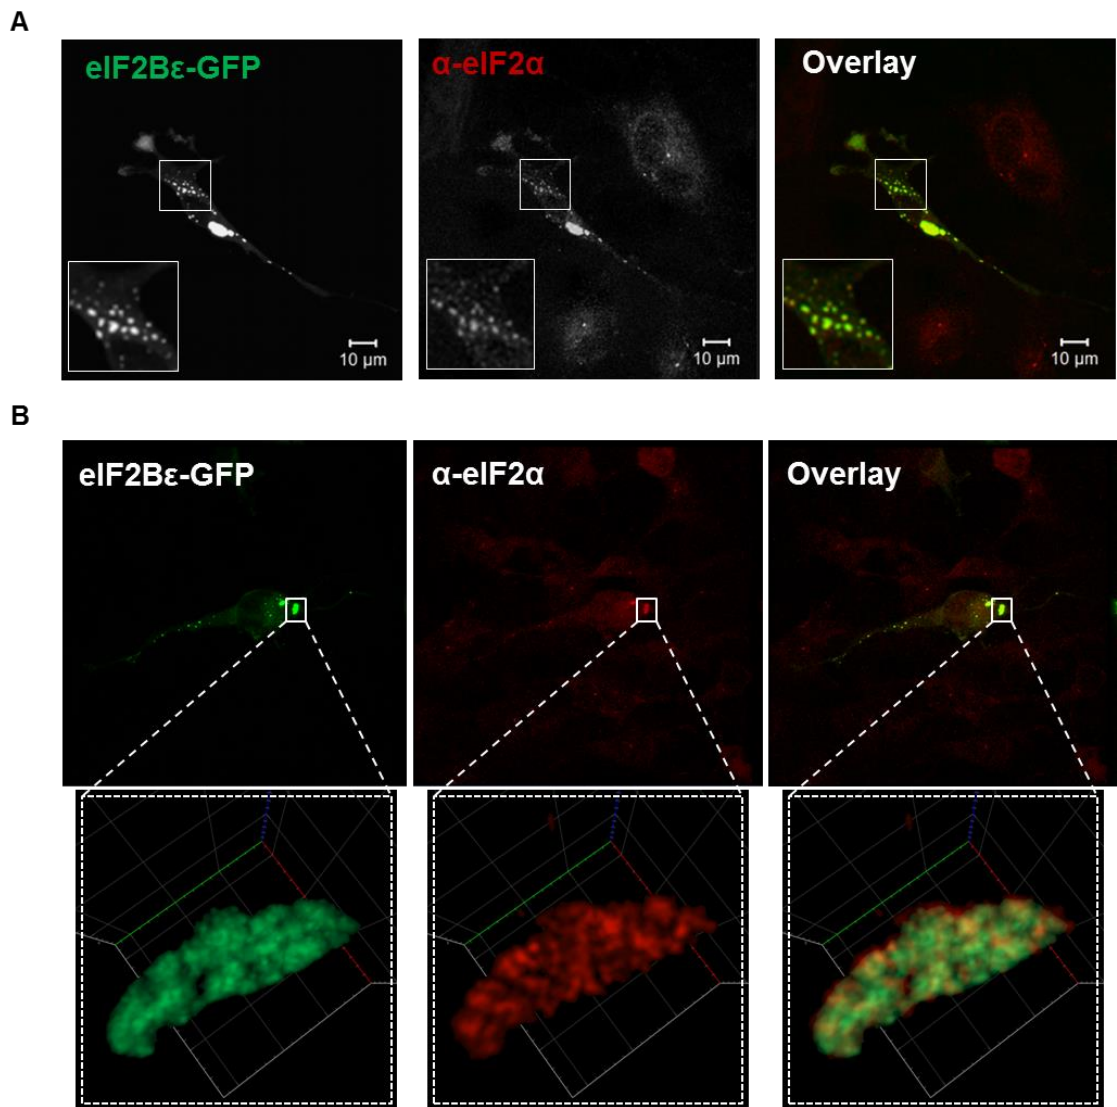 A
eIF2Bε-GFP
α-eIF2α
Overlay
10 µm
10 µm
10 µm
B
eIF2Bε-GFP
α-eIF2α
Overlay